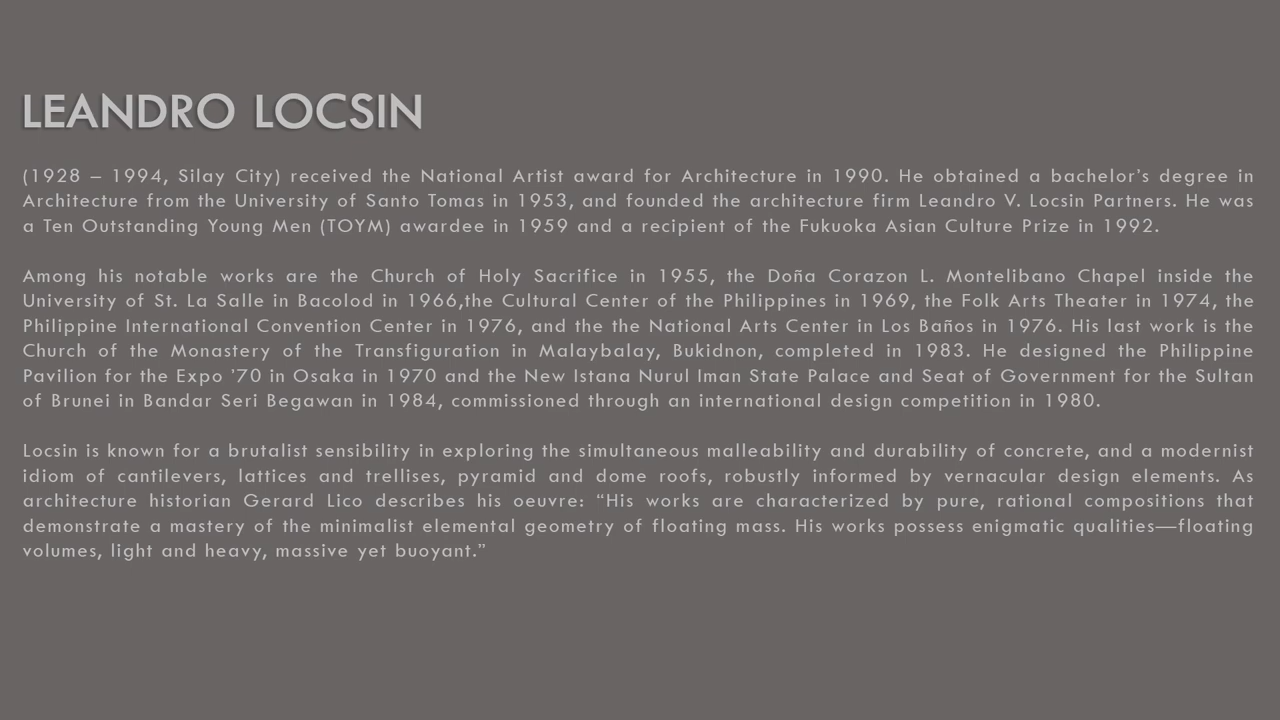 LEANDRO LOCSIN
(1928 – 1994, Silay City) received the National Artist award for Architecture in 1990. He obtained a bachelor’s degree in
Architecture from the University of Santo Tomas in 1953, and founded the architecture firm Leandro V. Locsin Partners. He was
a Ten Outstanding Young Men (TOYM) awardee in 1959 and a recipient of the Fukuoka Asian Culture Prize in 1992.
Among his notable works are the Church of Holy Sacrifice in 1955, the Doña Corazon L. Montelibano Chapel inside the
University of St. La Salle in Bacolod in 1966,the Cultural Center of the Philippines in 1969, the Folk Arts Theater in 1974, the
Philippine International Convention Center in 1976, and the the National Arts Center in Los Baños in 1976. His last work is the
Church of the Monastery of the Transfiguration in Malaybalay, Bukidnon, completed in 1983. He designed the Philippine
Pavilion for the Expo ’70 in Osaka in 1970 and the New Istana Nurul Iman State Palace and Seat of Government for the Sultan
of Brunei in Bandar Seri Begawan in 1984, commissioned through an international design competition in 1980.
Locsin is known for a brutalist sensibility in exploring the simultaneous malleability and durability of concrete, and a modernist
idiom of cantilevers, lattices and trellises, pyramid and dome roofs, robustly informed by vernacular design elements. As
architecture historian Gerard Lico describes his oeuvre: “His works are characterized by pure, rational compositions that
demonstrate a mastery of the minimalist elemental geometry of floating mass. His works possess enigmatic qualities—floating
volumes, light and heavy, massive yet buoyant.”